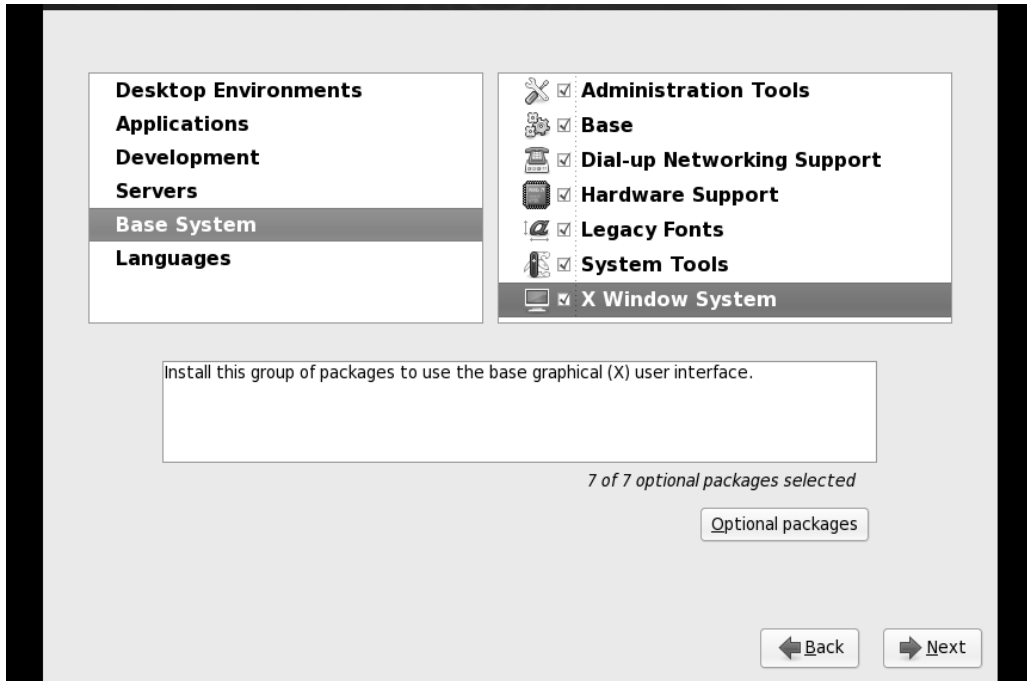 Desktop Environments
Applications
Development
Servers
Base System
Languages
Administration Tools
Base
Dial-up Networking Support
Hardware Support
Legacy Fonts
System Tools
X Window System
Install this group of packages to use the base graphical (X) user interface.
7 of 7 optional packages selected
Optional packages
Back
Next